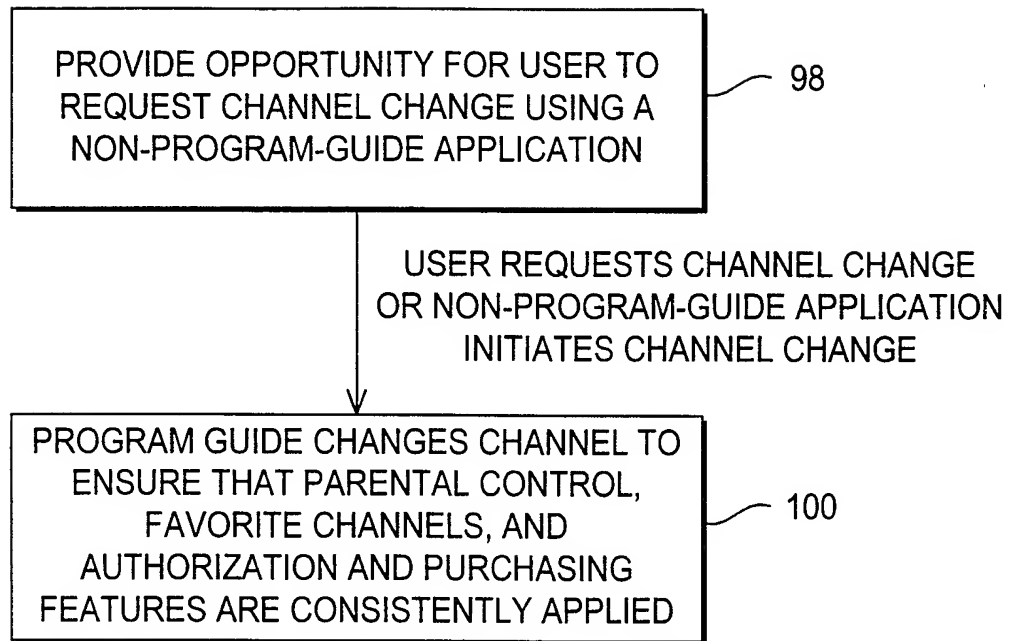 PROVIDE OPPORTUNITY FOR USER TO
REQUEST CHANNEL CHANGE USING A
NON-PROGRAM-GUIDE APPLICATION
98
USER REQUESTS CHANNEL CHANGE
OR NON-PROGRAM-GUIDE APPLICATION
INITIATES CHANNEL CHANGE
PROGRAM GUIDE CHANGES CHANNEL TO
ENSURE THAT PARENTAL CONTROL,
FAVORITE CHANNELS, AND
AUTHORIZATION AND PURCHASING
FEATURES ARE CONSISTENTLY APPLIED
100